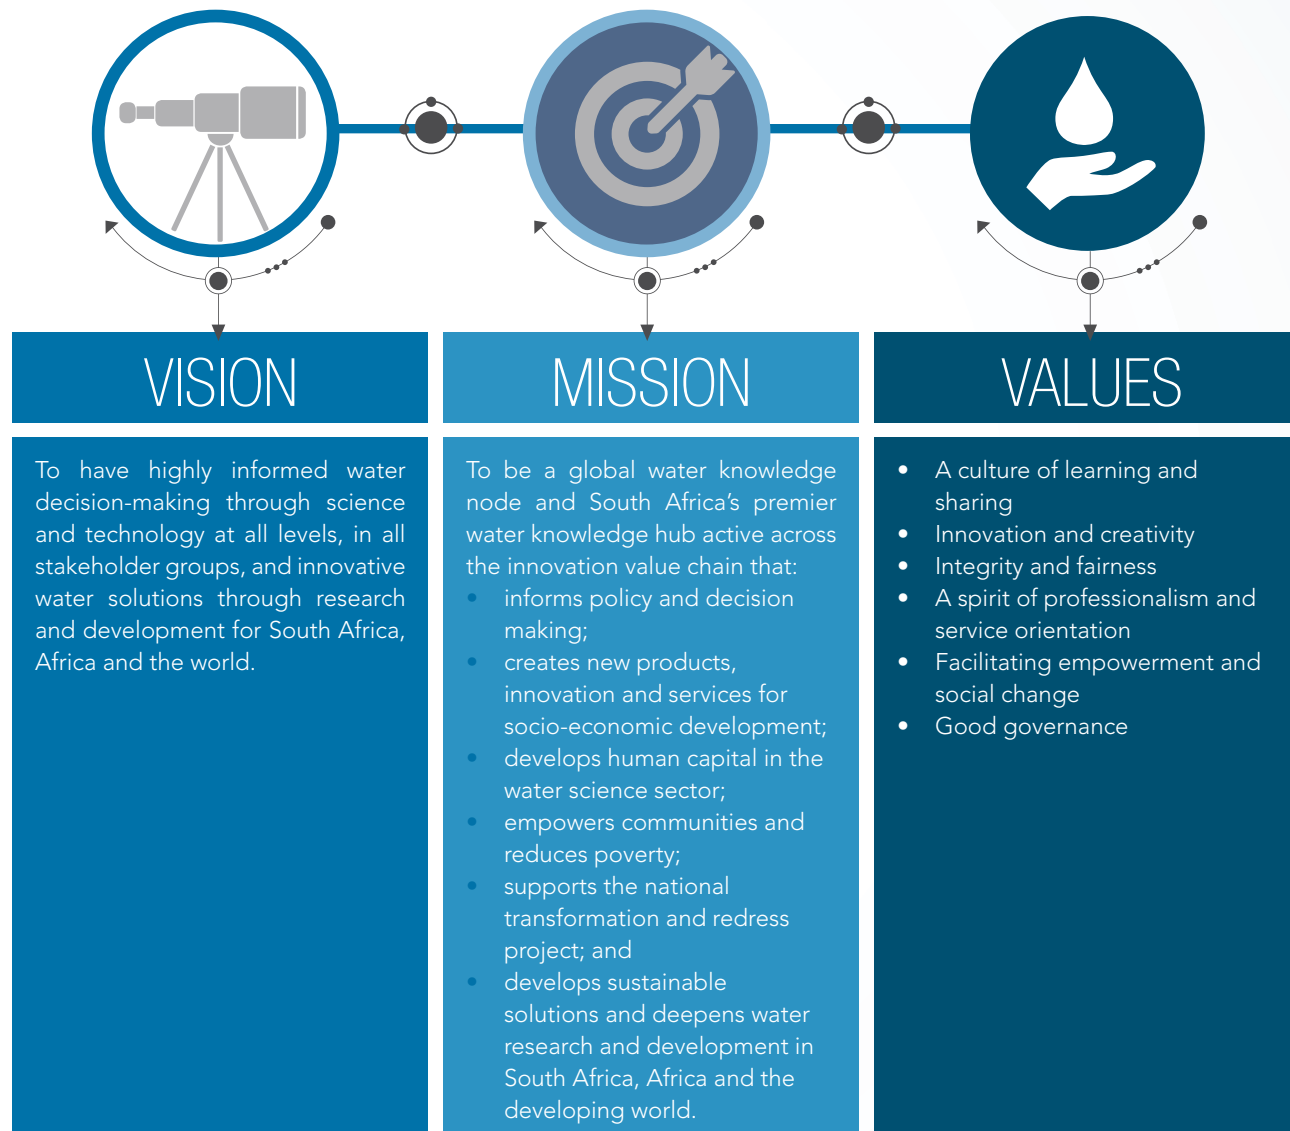 VISION
To have highly informed water
decision-making through science
and technology at all levels, in all
stakeholder groups, and innovative
water solutions through research
and development for South Africa,
Africa and the world.
MISSION
To be a global water knowledge
node and South Africa’s premier
water knowledge hub active across
the innovation value chain that:
• informs policy and decision
making;
• creates new products,
innovation and services for
socio-economic development;
• develops human capital in the
water science sector;
• empowers communities and
reduces poverty;
• supports the national
transformation and redress
project; and
• develops sustainable
solutions and deepens water
research and development in
South Africa, Africa and the
developing world.
VALUES
• A culture of learning and
sharing
• Innovation and creativity
• Integrity and fairness
• A spirit of professionalism and
service orientation
• Facilitating empowerment and
social change
• Good governance